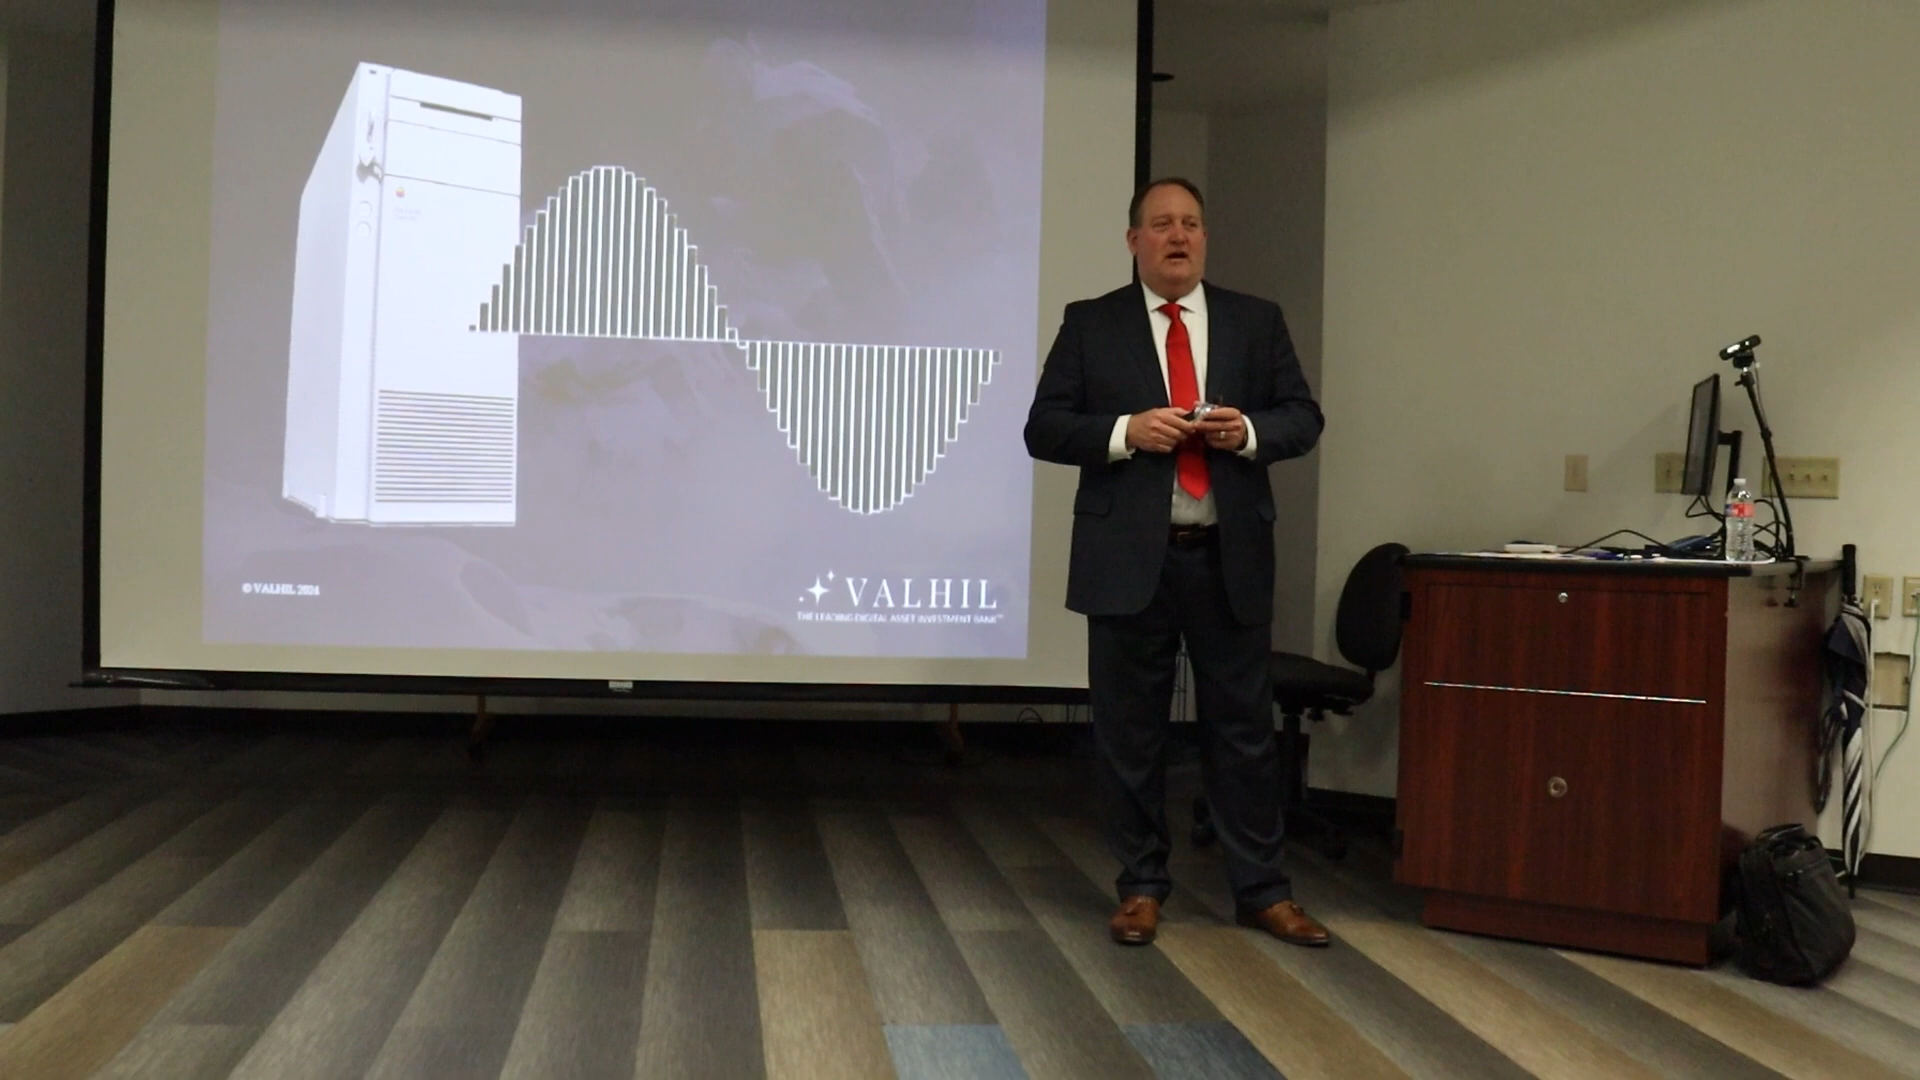 © VALHIL 2024
VALHIL
THE LEADING DIGITAL ASSET INVESTMENT BANK™